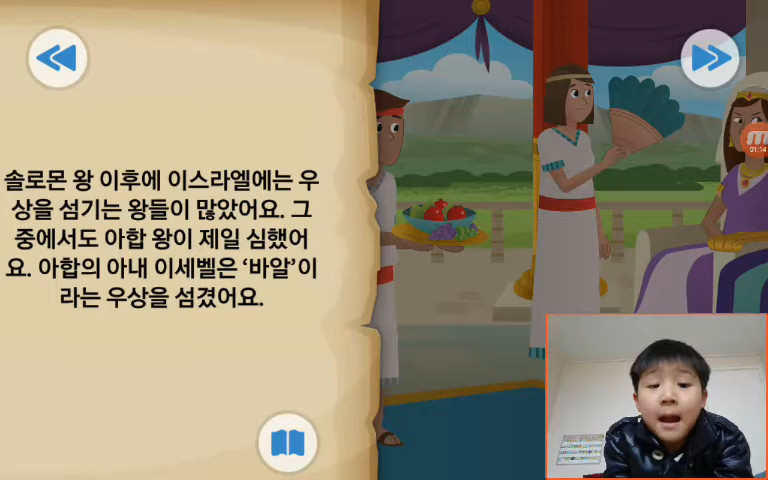 솔로몬 왕 이후에 이스라엘에는 우
상을 섬기는 왕들이 많았어요. 그
중에서도 아합 왕이 제일 심했어
요. 아합의 아내 이세벨은 ‘바알’이
라는 우상을 섬겼어요.
01:14